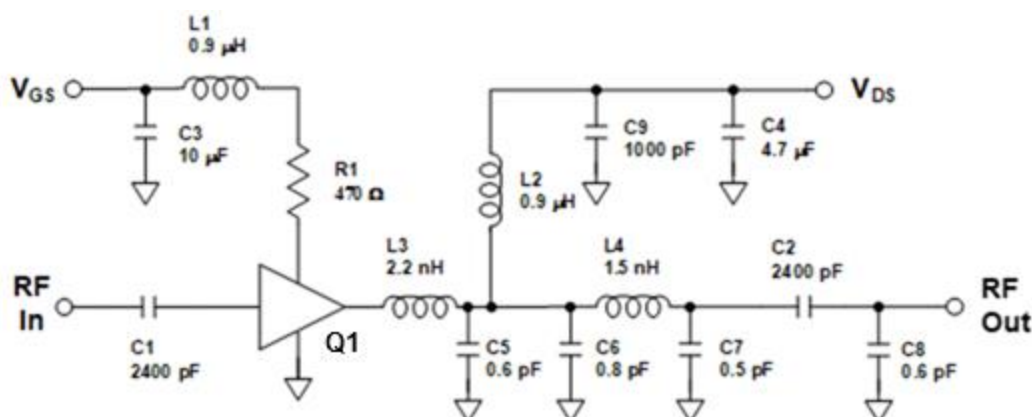 L1
0.9 μH
V_GS
V_DS
C3
10 μF
C9
1000 pF
C4
4.7 μF
R1
470 Ω
L2
0.9 μH
L3
2.2 nH
L4
1.5 nH
C2
2400 pF
RF
In
RF
Out
Q1
C1
2400 pF
C5
0.6 pF
C6
0.8 pF
C7
0.5 pF
C8
0.6 pF